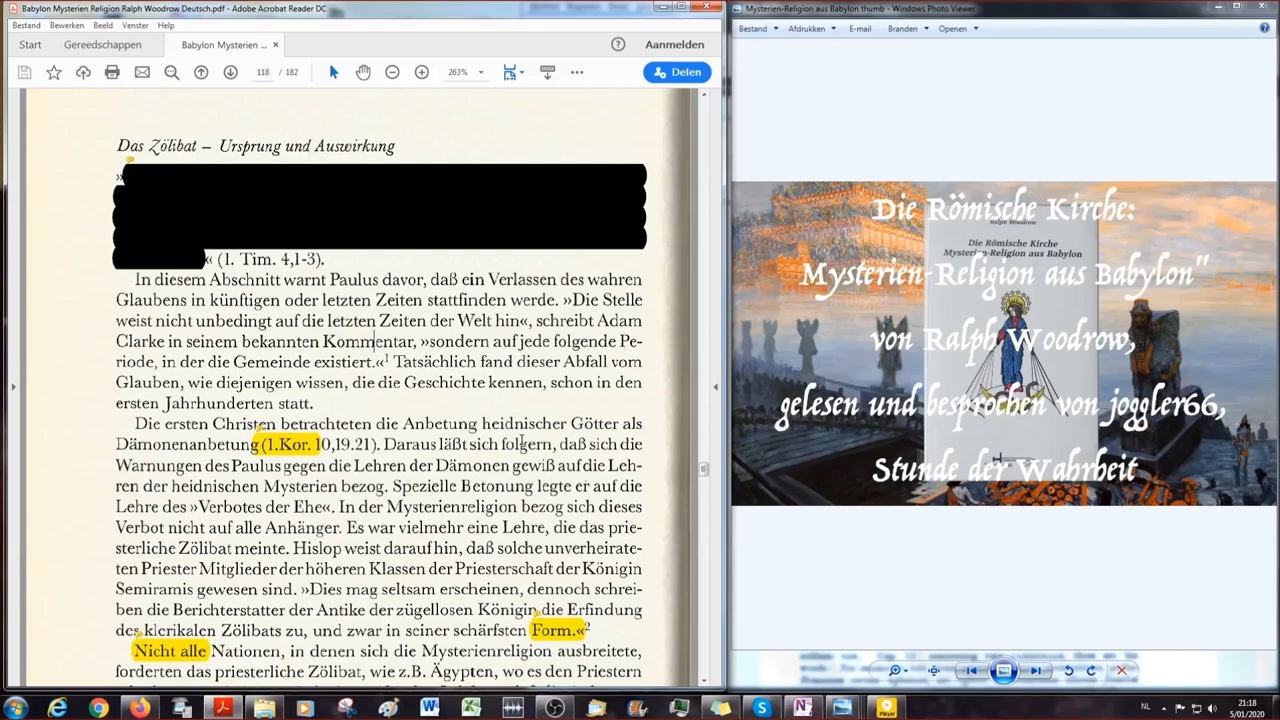 Babylon Mysterien Religion Ralph Woodrow Deutsch.pdf - Adobe Acrobat Reader DC
Bestand Bewerken Beeld Venster Help
Start Gereedschappen Babylon Mysterien ... × Aanmelden
118 / 182 263% Delen
Das Zölibat – Ursprung und Auswirkung
»
« (1. Tim. 4,1-3).
In diesem Abschnitt warnt Paulus davor, daß ein Verlassen des wahren
Glaubens in künftigen oder letzten Zeiten stattfinden werde. »Die Stelle
weist nicht unbedingt auf die letzten Zeiten der Welt hin«, schreibt Adam
Clarke in seinem bekannten Kommentar, »sondern auf jede folgende Pe-
riode, in der die Gemeinde existiert.«1 Tatsächlich fand dieser Abfall vom
Glauben, wie diejenigen wissen, die die Geschichte kennen, schon in den
ersten Jahrhunderten statt.
Die ersten Christen betrachteten die Anbetung heidnischer Götter als
Dämonenanbetung (1.Kor. 10,19.21). Daraus läßt sich folgern, daß sich die
Warnungen des Paulus gegen die Lehren der Dämonen gewiß auf die Leh-
ren der heidnischen Mysterien bezog. Spezielle Betonung legte er auf die
Lehre des »Verbotes der Ehe«. In der Mysterienreligion bezog sich dieses
Verbot nicht auf alle Anhänger. Es war vielmehr eine Lehre, die das prie-
sterliche Zölibat meinte. Hislop weist darauf hin, daß solche unverheirate-
ten Priester Mitglieder der höheren Klassen der Priesterschaft der Königin
Semiramis gewesen sind. »Dies mag seltsam erscheinen, dennoch schrei-
ben die Berichterstatter der Antike der zügellosen Königin die Erfindung
des klerikalen Zölibats zu, und zwar in seiner schärfsten Form.«2
Nicht alle Nationen, in denen sich die Mysterienreligion ausbreitete,
forderten das priesterliche Zölibat, wie z.B. Ägypten, wo es den Priestern
Mysterien-Religion aus Babylon thumb - Windows Photo Viewer
Bestand Afdrukken E-mail Branden Openen
Die Römische Kirche:
Ralph Woodrow
Die Römische Kirche
Mysterien-Religion aus Babylon
Mysterien-Religion aus Babylon"
von Ralph Woodrow,
gelesen und besprochen von joggler66,
Stunde der Wahrheit
NL 21:18
5/01/2020